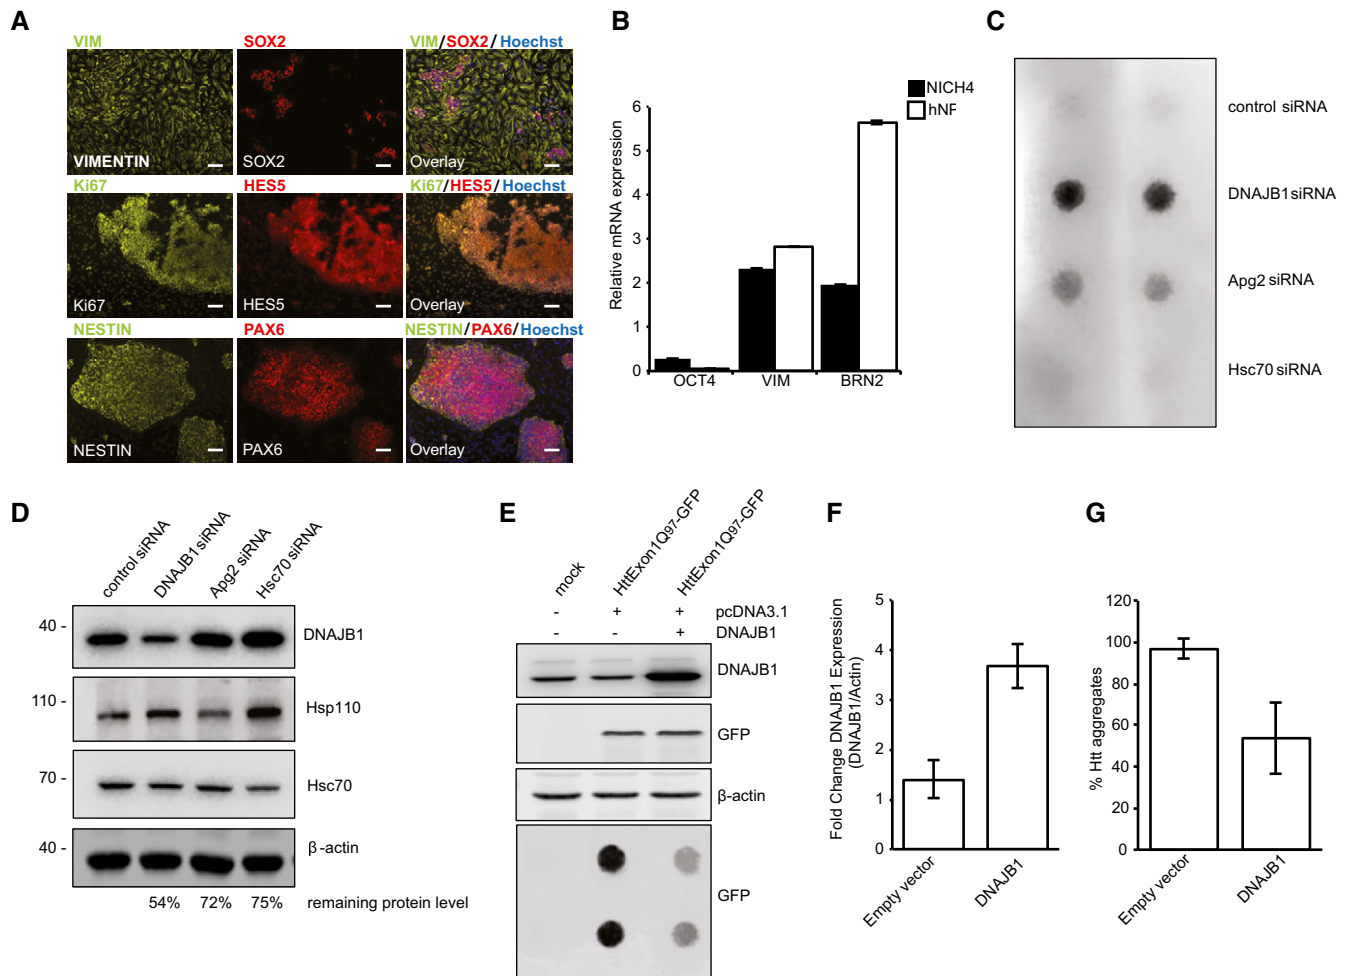 A
VIM
SOX2
VIM/SOX2/Hoechst
VIMENTIN
SOX2
Overlay
Ki67
HES5
Ki67/HES5/Hoechst
Ki67
HES5
Overlay
NESTIN
PAX6
NESTIN/PAX6/Hoechst
NESTIN
PAX6
Overlay
B
Relative mRNA expression
6
5
4
3
2
1
0
NICH4
hNF
OCT4
VIM
BRN2
C
control siRNA
DNAJB1siRNA
Apg2 siRNA
Hsc70 siRNA
D
control siRNA
DNAJB1 siRNA
Apg2 siRNA
Hsc70 siRNA
40 -
DNAJB1
110 -
Hsp110
70 -
Hsc70
40 -
β-actin
54% 72% 75% remaining protein level
E
mock
HttExon1Q97-GFP
HttExon1Q97-GFP
- + + pcDNA3.1
- - + DNAJB1
DNAJB1
GFP
β-actin
GFP
F
Fold Change DNAJB1 Expression
(DNAJB1/Actin)
5
4
3
2
1
0
Empty vector
DNAJB1
G
% Htt aggregates
120
100
80
60
40
20
0
Empty vector
DNAJB1